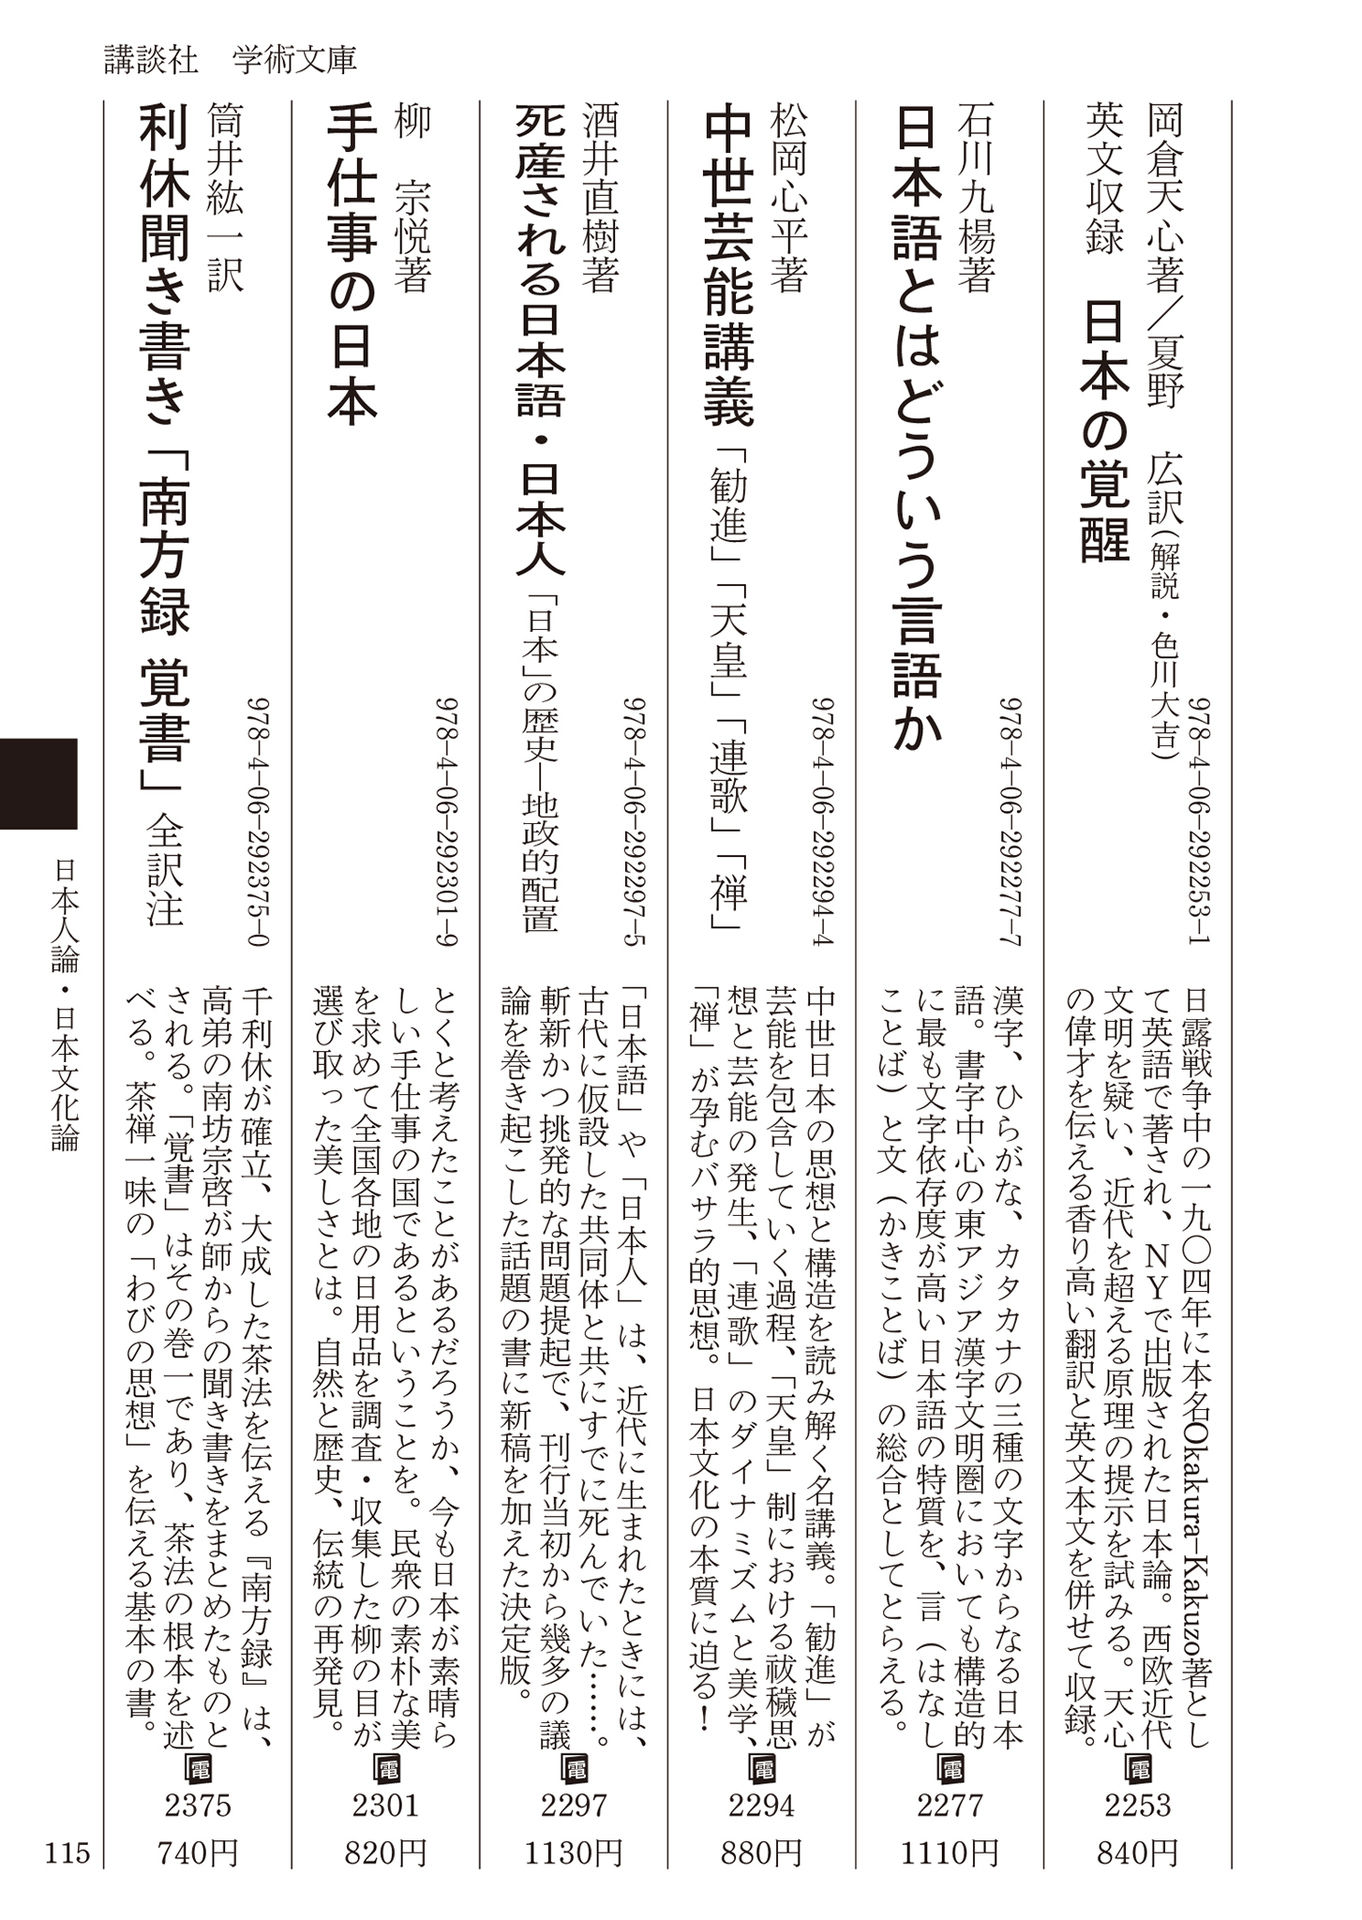 講談社　学術文庫
岡倉天心著／夏野　広訳（解説・色川大吉）
英文収録　日本の覚醒
978-4-06-292253-1
日露戦争中の一九〇四年に本名Okakura-Kakuzo著とし
て英語で著され、NYで出版された日本論。西欧近代
文明を疑い、近代を超える原理の提示を試みる。天心
の偉才を伝える香り高い翻訳と英文本文を併せて収録。
電
2253
840円
石川九楊著
日本語とはどういう言語か
978-4-06-292277-7
漢字、ひらがな、カタカナの三種の文字からなる日本
語。書字中心の東アジア漢字文明圏においても構造的
に最も文字依存度が高い日本語の特質を、言（はなし
ことば）と文（かきことば）の総合としてとらえる。
電
2277
1110円
松岡心平著
中世芸能講義「勧進」「天皇」「連歌」「禅」
978-4-06-292294-4
中世日本の思想と構造を読み解く名講義。「勧進」が
芸能を包含していく過程、「天皇」制における祓穢思
想と芸能の発生、「連歌」のダイナミズムと美学、
「禅」が孕むバサラ的思想。日本文化の本質に迫る！
電
2294
880円
酒井直樹著
死産される日本語・日本人「日本」の歴史―地政的配置
978-4-06-292297-5
「日本語」や「日本人」は、近代に生まれたときには、
古代に仮設した共同体と共にすでに死んでいた……。
斬新かつ挑発的な問題提起で、刊行当初から幾多の議
論を巻き起こした話題の書に新稿を加えた決定版。
電
2297
1130円
柳　宗悦著
手仕事の日本
978-4-06-292301-9
とくと考えたことがあるだろうか、今も日本が素晴ら
しい手仕事の国であるということを。民衆の素朴な美
を求めて全国各地の日用品を調査・収集した柳の目が
選び取った美しさとは。自然と歴史、伝統の再発見。
電
2301
820円
筒井紘一訳
利休聞き書き「南方録 覚書」全訳注
978-4-06-292375-0
千利休が確立、大成した茶法を伝える『南方録』は、
高弟の南坊宗啓が師からの聞き書きをまとめたものと
される。「覚書」はその巻一であり、茶法の根本を述
べる。茶禅一味の「わびの思想」を伝える基本の書。
電
2375
740円
日本人論・日本文化論
115